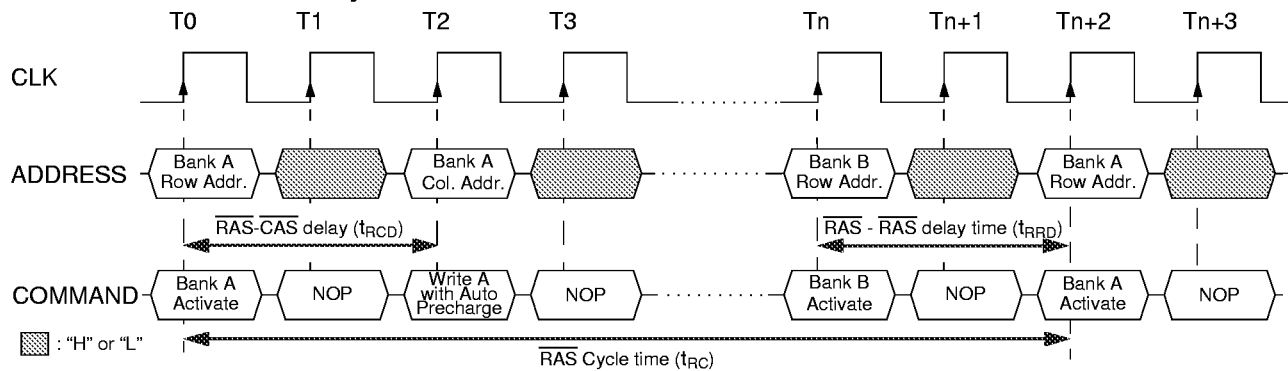 T0 T1 T2 T3 Tn Tn+1 Tn+2 Tn+3
CLK
ADDRESS
Bank A
Row Addr.
Bank A
Col. Addr.
Bank B
Row Addr.
Bank A
Row Addr.
RAS-CAS delay (tRCD)
RAS - RAS delay time (tRRD)
COMMAND
Bank A
Activate
NOP
Write A
with Auto
Precharge
NOP
Bank B
Activate
NOP
Bank A
Activate
NOP
: "H" or "L"
RAS Cycle time (tRC)